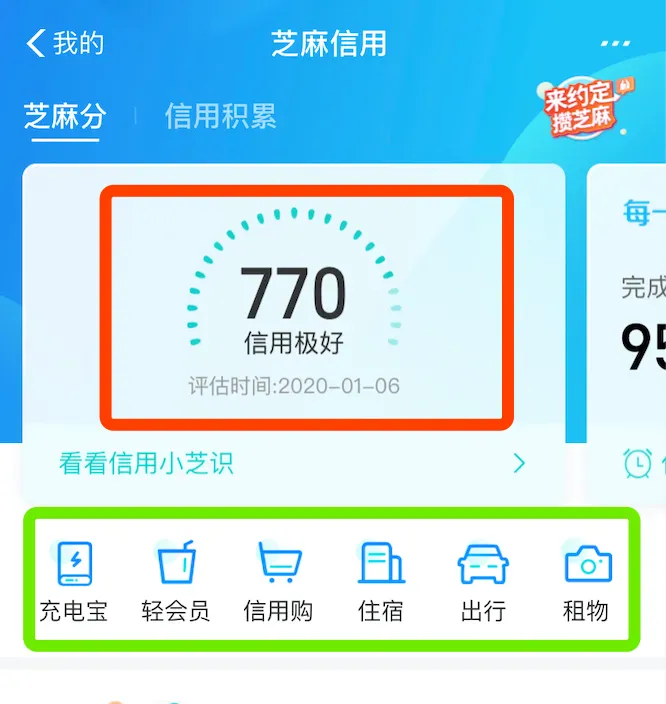 我的
芝麻信用
芝麻分
信用积累
来约定
攒芝麻
770
信用极好
评估时间:2020-01-06
看看信用小芝识
每一
完成
95
充电宝
轻会员
信用购
住宿
出行
租物